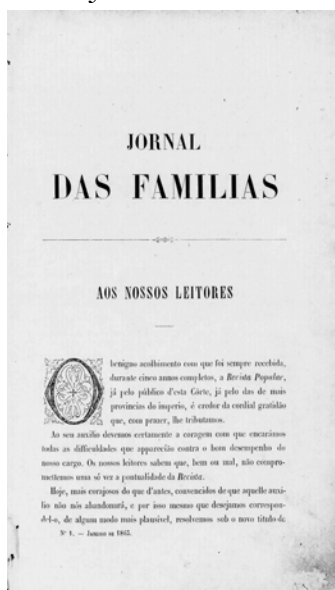 JORNAL
DAS FAMILIAS
AOS NOSSOS LEITORES
O benigno acolhimento com que foi sempre recebida,
durante cinco annos completos, a Revista Popular,
já pelo público d'esta Côrte, já pelo das de mais
provincias do imperio, é credor da cordial gratidão
que, com prazer, lhe tributamos.
Ao seu auxilio devemos certamente a coragem com que encarámos
todas as difficuldades que apparecião contra o bom desempenho do
nosso cargo. Os nossos leitores sabem que, bem ou mal, não compro-
mettemos uma só vez a pontualidade da Revista.
Hoje, mais corajosos do que d'antes, convencidos de que aquelle auxi-
lio não nós abandonará, e por isso mesmo que desejamos correspon-
del-o, de algum modo mais plausivel, resolvemos sob o novo titulo de
Nº 1. — Janeiro de 1863.